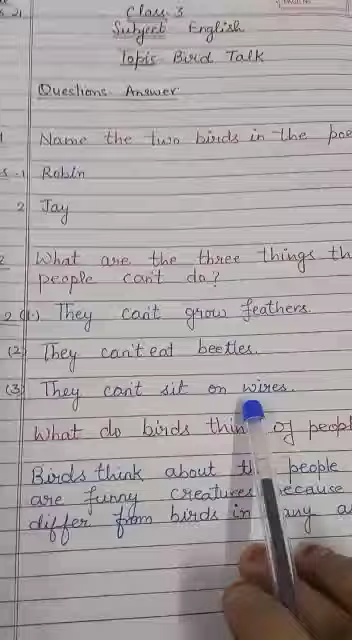 Class 3
Subject English
Topic Bird Talk
Questions Answer
Name the two birds in the
s.1 Robin
2 Jay
2 What are the three things
people can't do?
2 (1.) They can't grow feathers.
(2) They can't eat beetles.
(3) They can't sit on wires.
What do birds of
Birds think about people
are funny creatures
differ from birds in